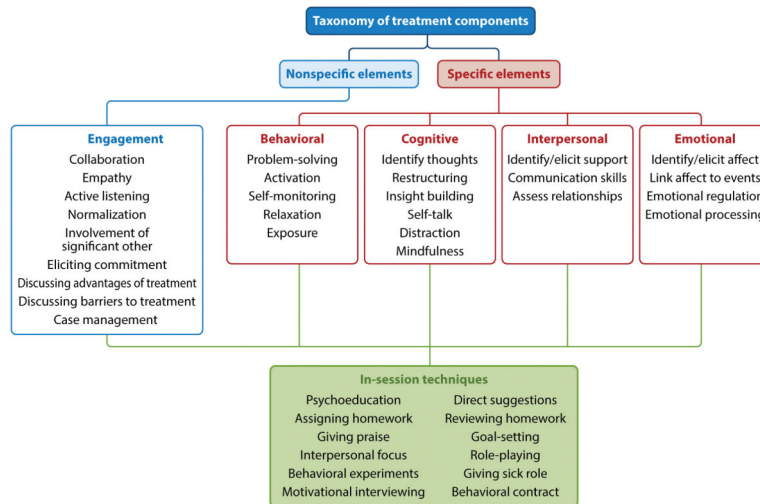 Taxonomy of treatment components
Nonspecific elements
Specific elements
Engagement
Collaboration
Empathy
Active listening
Normalization
Involvement of
significant other
Eliciting commitment
Discussing advantages of treatment
Discussing barriers to treatment
Case management
Behavioral
Problem-solving
Activation
Self-monitoring
Relaxation
Exposure
Cognitive
Identify thoughts
Restructuring
Insight building
Self-talk
Distraction
Mindfulness
Interpersonal
Identify/elicit support
Communication skills
Assess relationships
Emotional
Identify/elicit affect
Link affect to events
Emotional regulation
Emotional processing
In-session techniques
Psychoeducation
Assigning homework
Giving praise
Interpersonal focus
Behavioral experiments
Motivational interviewing
Direct suggestions
Reviewing homework
Goal-setting
Role-playing
Giving sick role
Behavioral contract